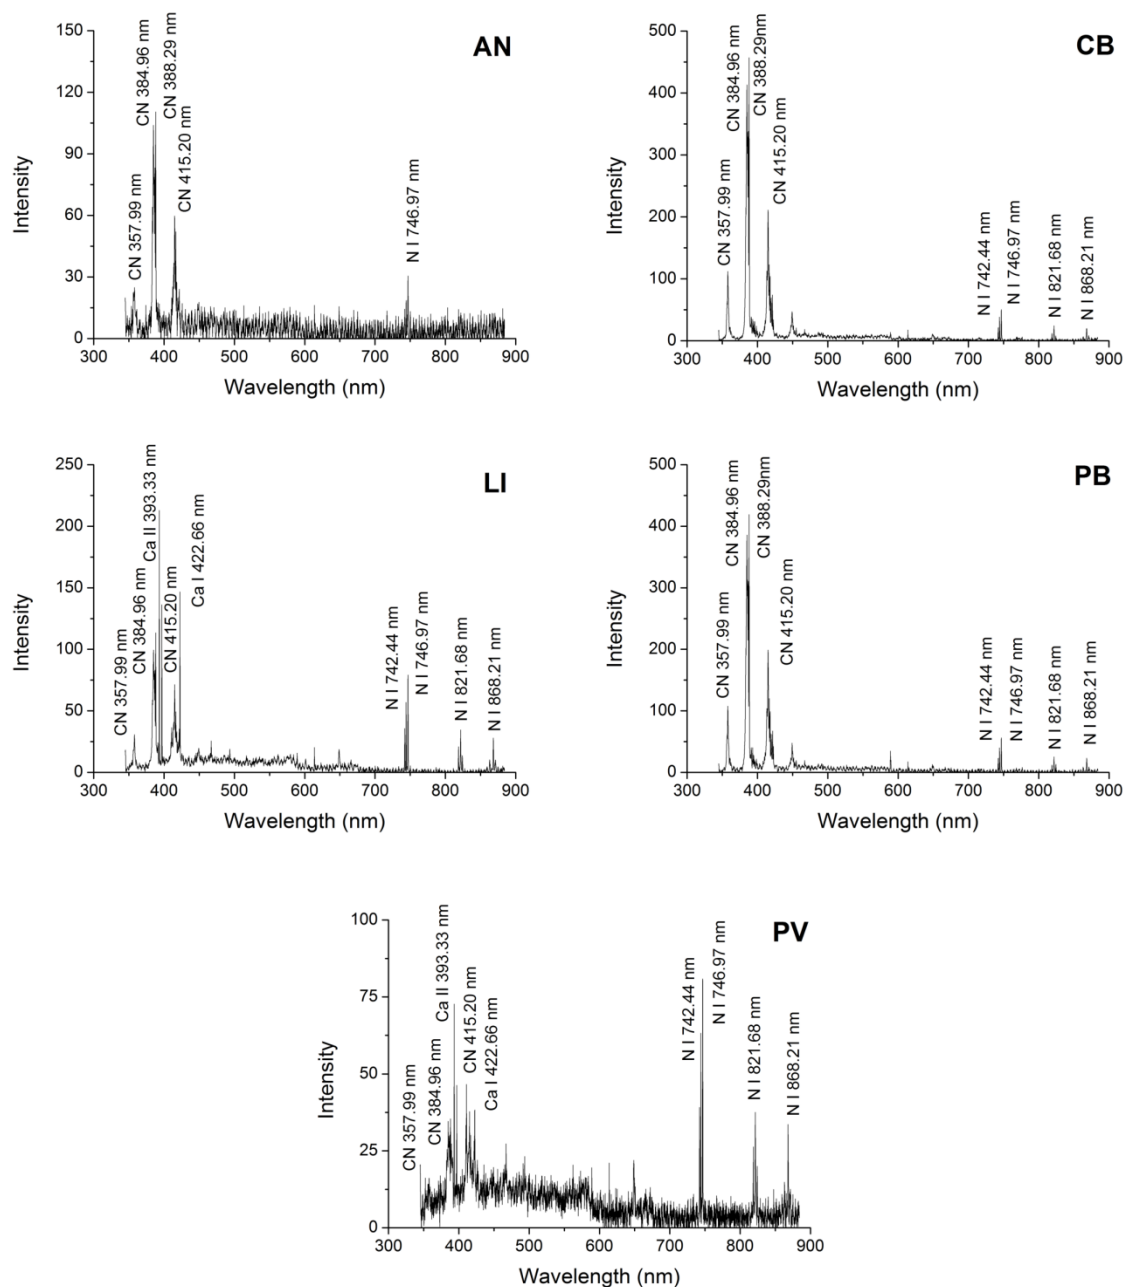 AN
Intensity
150
120
90
60
30
0
CN 357.99 nm
CN 384.96 nm
CN 388.29 nm
CN 415.20 nm
N I 746.97 nm
300 400 500 600 700 800 900
Wavelength (nm)
CB
Intensity
500
400
300
200
100
0
CN 357.99 nm
CN 384.96 nm
CN 388.29nm
CN 415.20 nm
N I 742.44 nm
N I 746.97 nm
N I 821.68 nm
N I 868.21 nm
300 400 500 600 700 800 900
Wavelength (nm)
LI
Intensity
250
200
150
100
50
0
CN 357.99 nm
CN 384.96 nm
Ca II 393.33 nm
CN 415.20 nm
Ca I 422.66 nm
N I 742.44 nm
N I 746.97 nm
N I 821.68 nm
N I 868.21 nm
300 400 500 600 700 800 900
Wavelength (nm)
PB
Intensity
500
400
300
200
100
0
CN 357.99 nm
CN 384.96 nm
CN 388.29nm
CN 415.20 nm
N I 742.44 nm
N I 746.97 nm
N I 821.68 nm
N I 868.21 nm
300 400 500 600 700 800 900
Wavelength (nm)
PV
Intensity
100
75
50
25
0
CN 357.99 nm
CN 384.96 nm
Ca II 393.33 nm
CN 415.20 nm
Ca I 422.66 nm
N I 742.44 nm
N I 746.97 nm
N I 821.68 nm
N I 868.21 nm
300 400 500 600 700 800 900
Wavelength (nm)